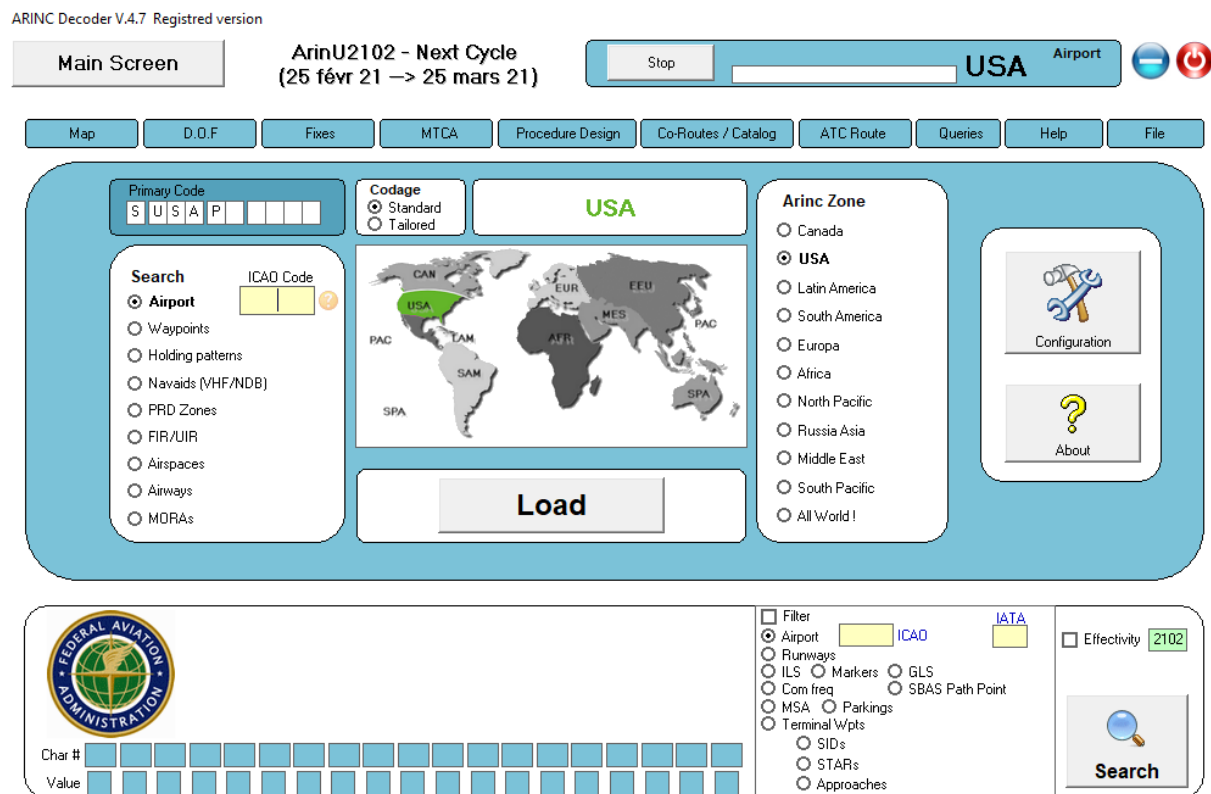 ARINC Decoder V.4.7 Registred version
Main Screen
ArinU2102 - Next Cycle
(25 févr 21 —> 25 mars 21)
Stop
USA
Airport
Map
D.O.F
Fixes
MTCA
Procedure Design
Co-Routes / Catalog
ATC Route
Queries
Help
File
Primary Code
S U S A P
Codage
Standard
Tailored
USA
Arinc Zone
Canada
USA
Latin America
South America
Europa
Africa
North Pacific
Russia Asia
Middle East
South Pacific
All World !
Search
ICAO Code
Airport
?
Waypoints
Holding patterns
Navaids (VHF/NDB)
PRD Zones
FIR/UIR
Airspaces
Airways
MORAs
CAN
USA
EUR
EEU
MES
PAC
PAC
LAM
AFR
SAM
SPA
SPA
Load
Configuration
About
FEDERAL AVIATION
ADMINISTRATION
Char #
Value
Filter
IATA
Airport
ICAO
Runways
ILS
Markers
GLS
Com freq
SBAS Path Point
MSA
Parkings
Terminal Wpts
SIDs
STARs
Approaches
Effectivity
2102
Search